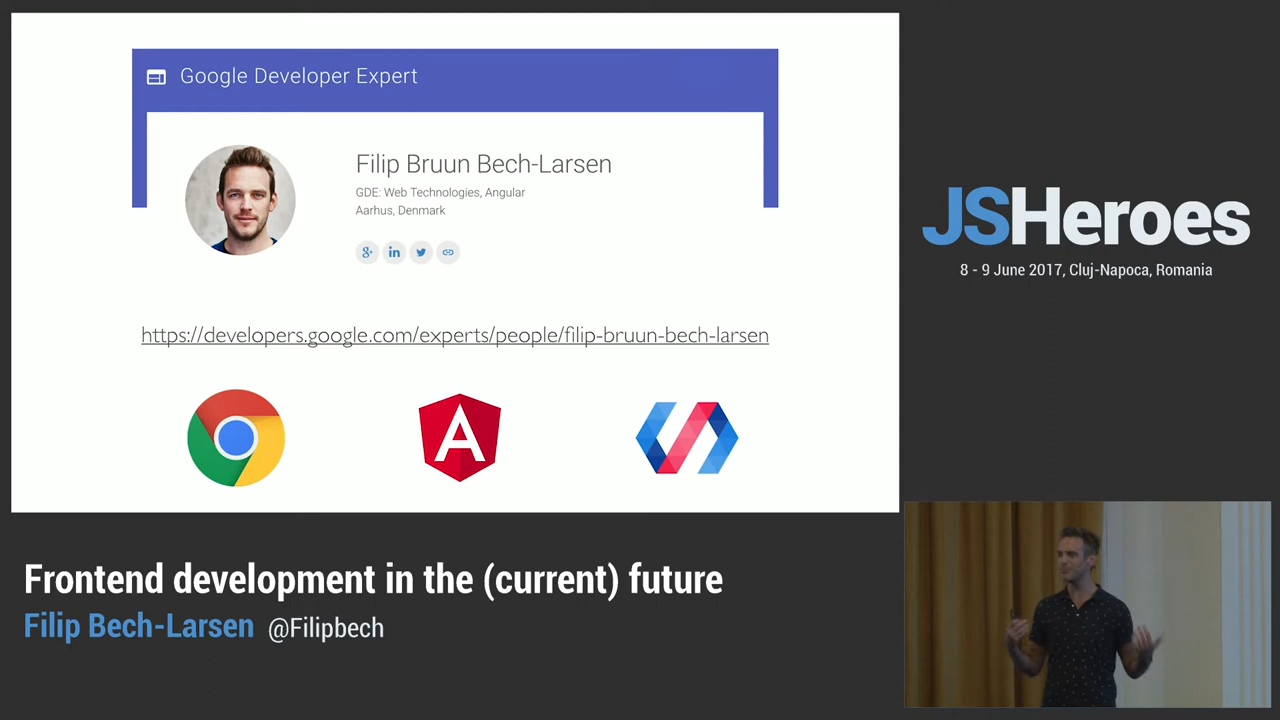 Google Developer Expert
Filip Bruun Bech-Larsen
GDE: Web Technologies, Angular
Aarhus, Denmark
g+ in
https://developers.google.com/experts/people/filip-bruun-bech-larsen
A
JSHeroes
8 - 9 June 2017, Cluj-Napoca, Romania
Frontend development in the (current) future
Filip Bech-Larsen @Filipbech